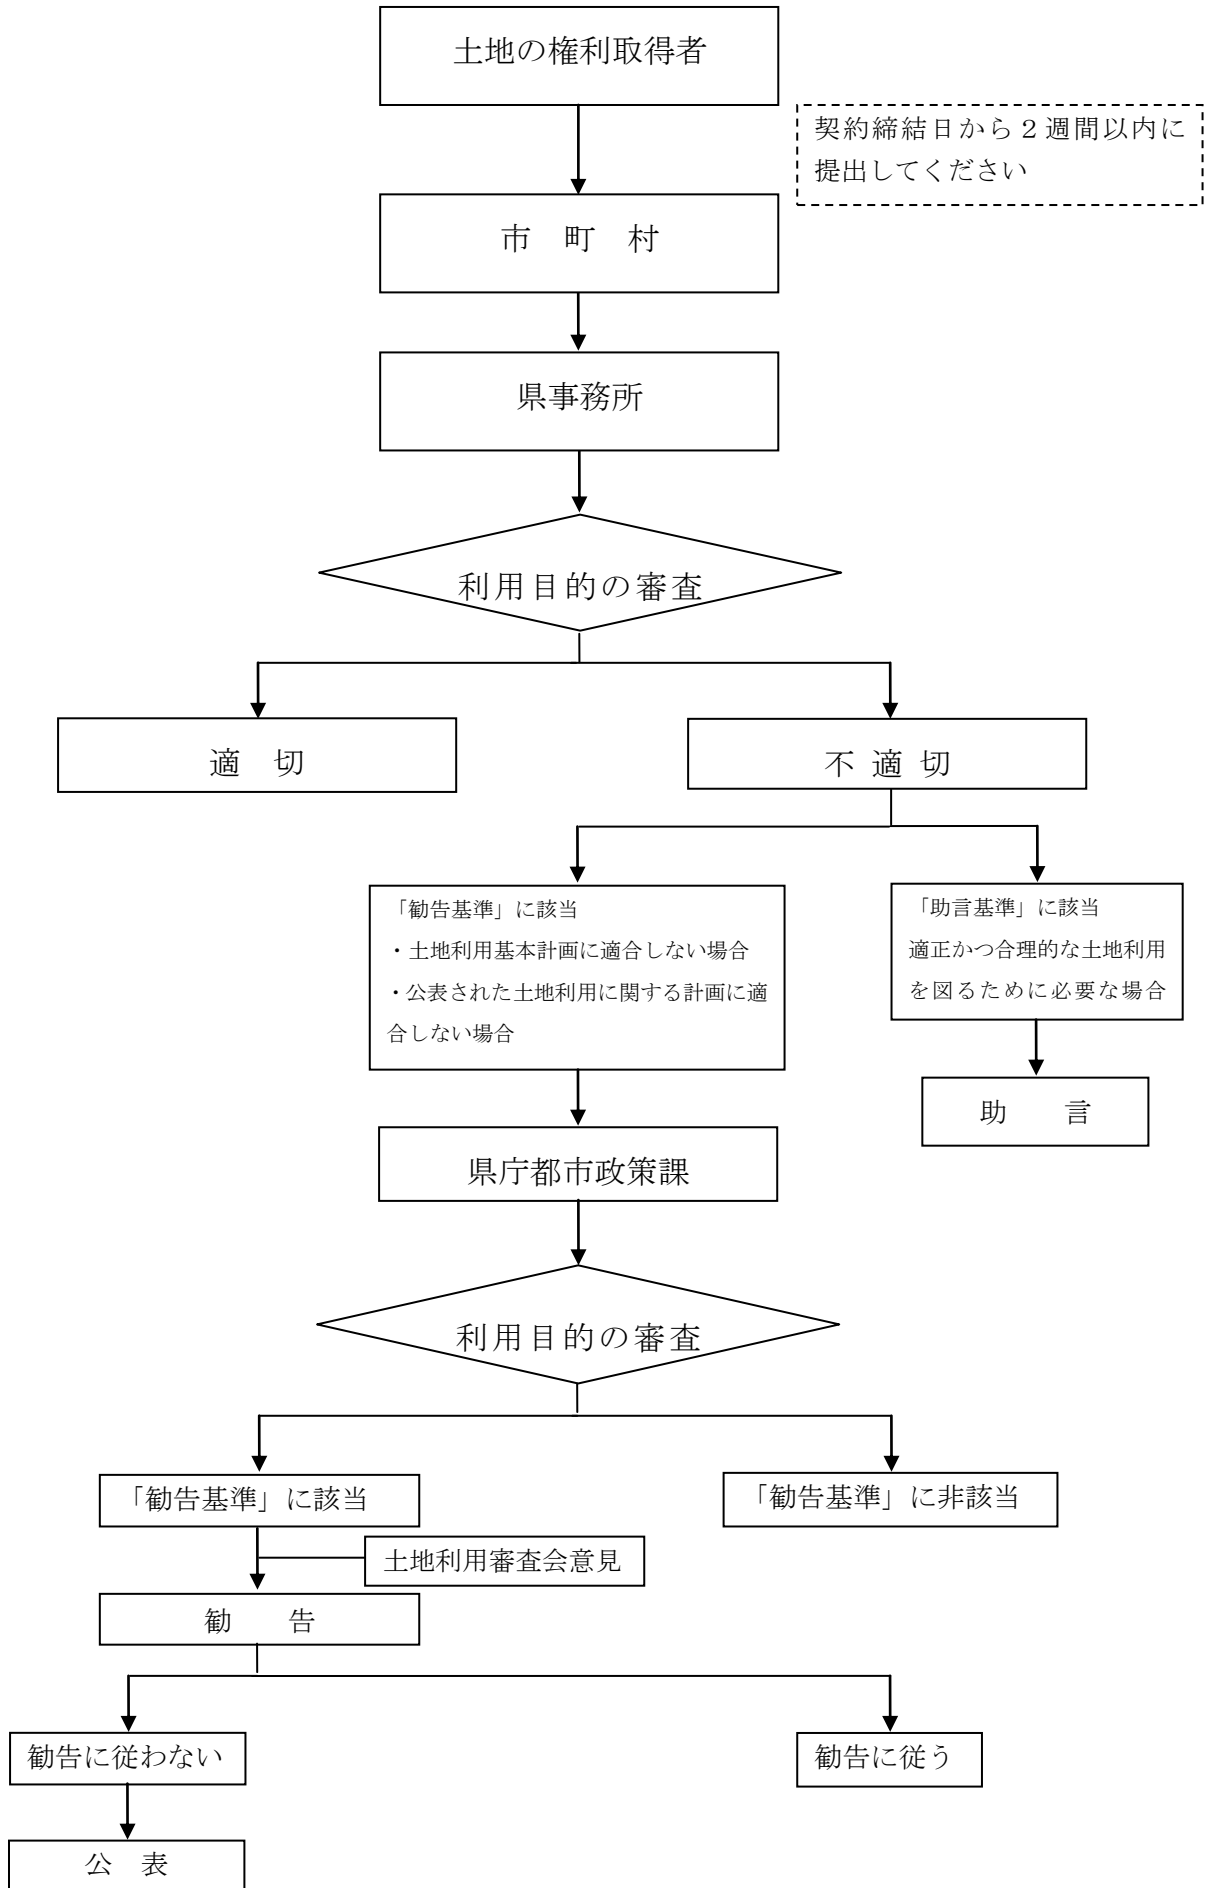 土地の権利取得者
契約締結日から２週間以内に
提出してください
市　町　村
県事務所
利用目的の審査
適　切
不 適 切
「勧告基準」に該当
・土地利用基本計画に適合しない場合
・公表された土地利用に関する計画に適
合しない場合
「助言基準」に該当
適正かつ合理的な土地利用
を図るために必要な場合
助　　言
県庁都市政策課
利用目的の審査
「勧告基準」に該当
「勧告基準」に非該当
土地利用審査会意見
勧　　告
勧告に従わない
勧告に従う
公　表